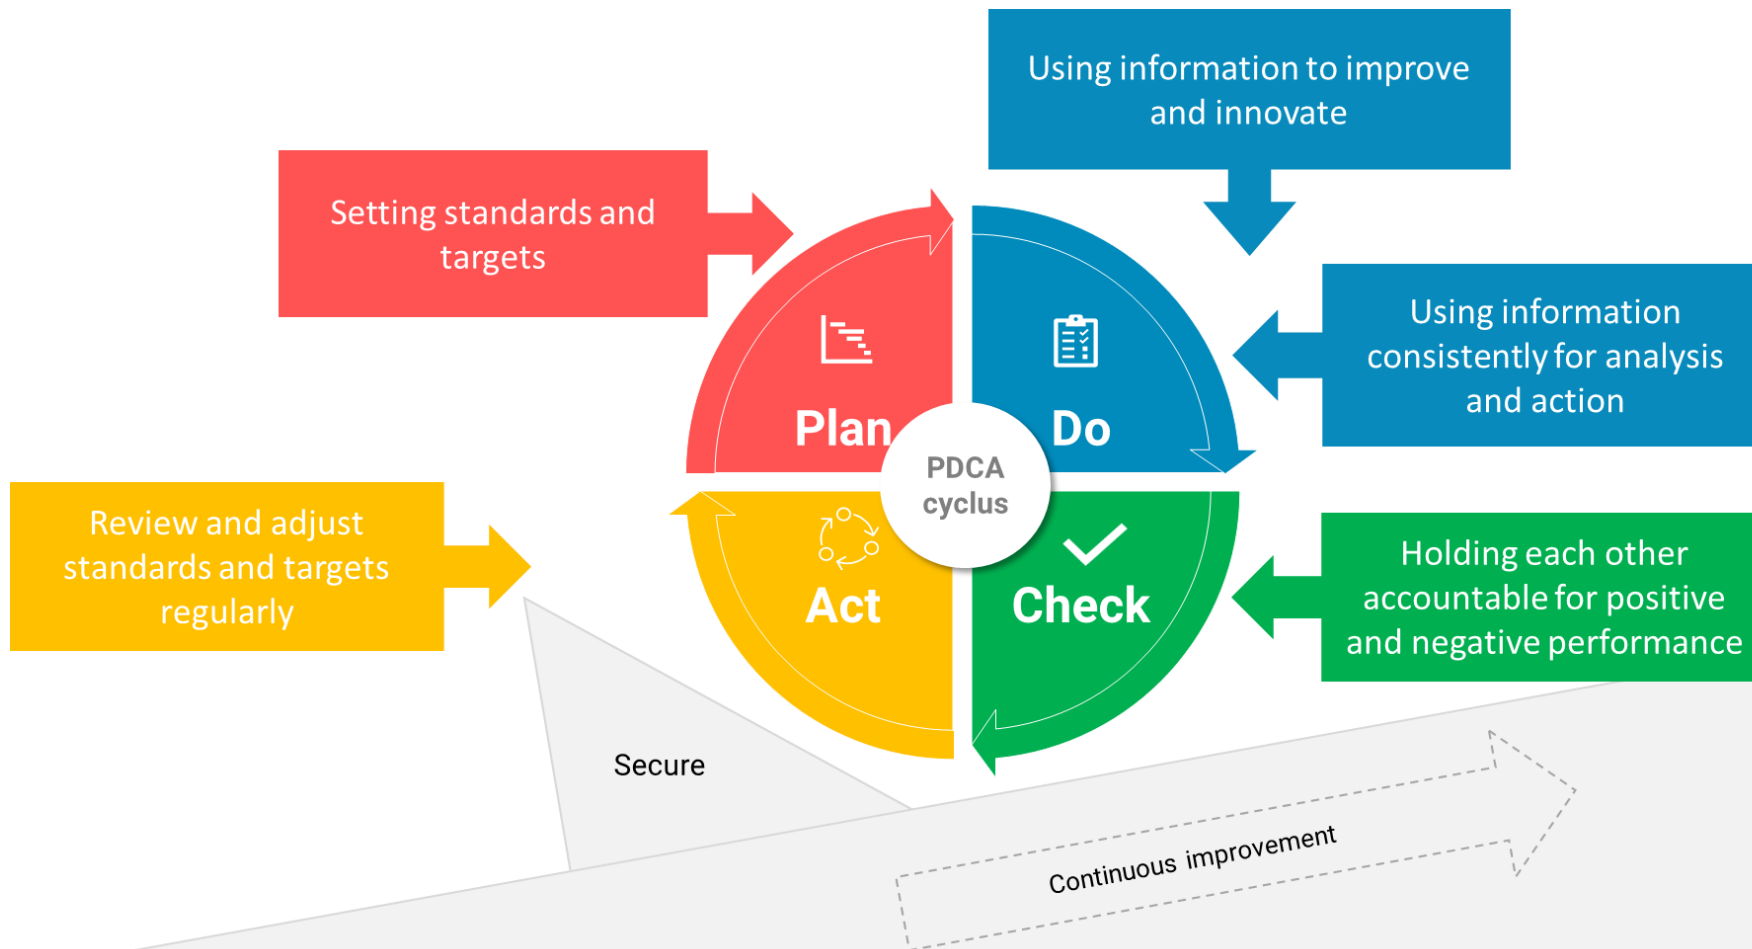 Using information to improve
and innovate
Setting standards and
targets
Using information
consistently for analysis
and action
Plan
Do
PDCA
cyclus
Review and adjust
standards and targets
regularly
Act
Check
Holding each other
accountable for positive
and negative performance
Secure
Continuous improvement